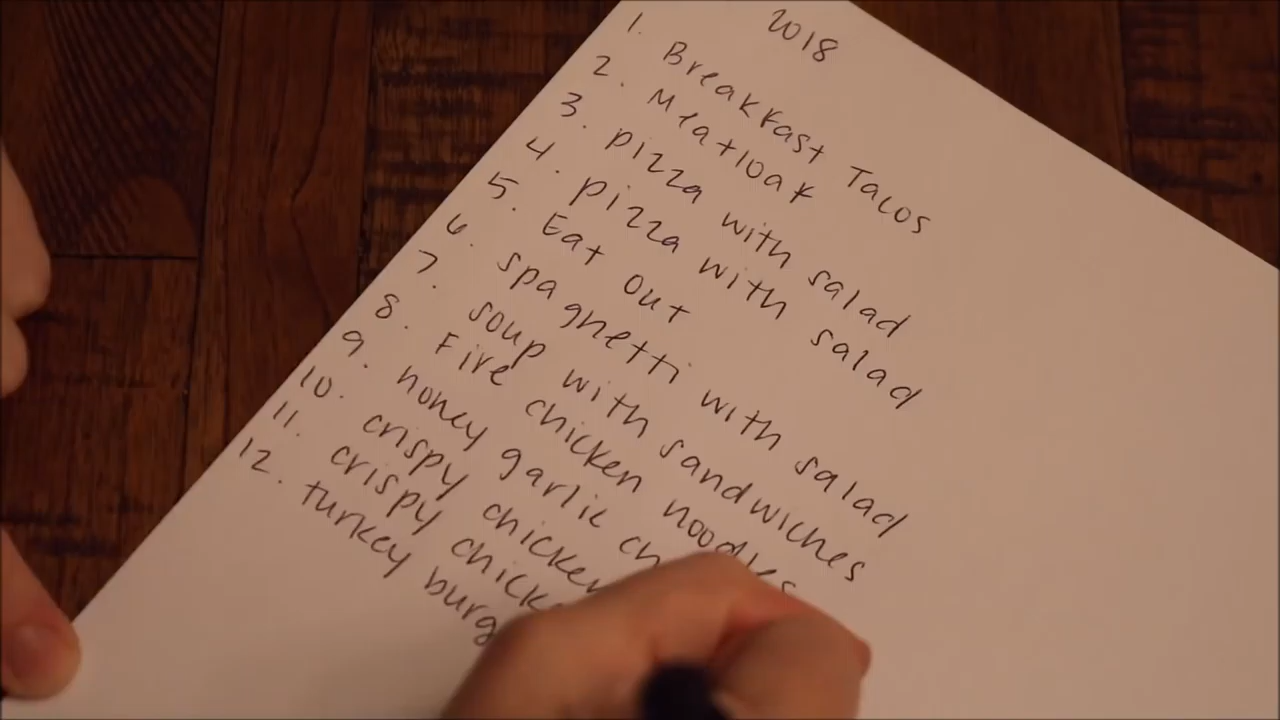 2018
1. Breakfast Tacos
2. Meatloaf
3. pizza with salad
4. pizza with salad
5. Eat out
6. spaghetti with salad
7. soup with sandwiches
8. Fire chicken noodles
9. honey garlic
10. crispy chicken
11. crispy
12. turkey